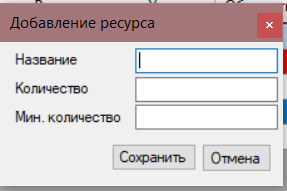 Добавление ресурса
Название
Количество
Мин. количество
Сохранить
Отмена